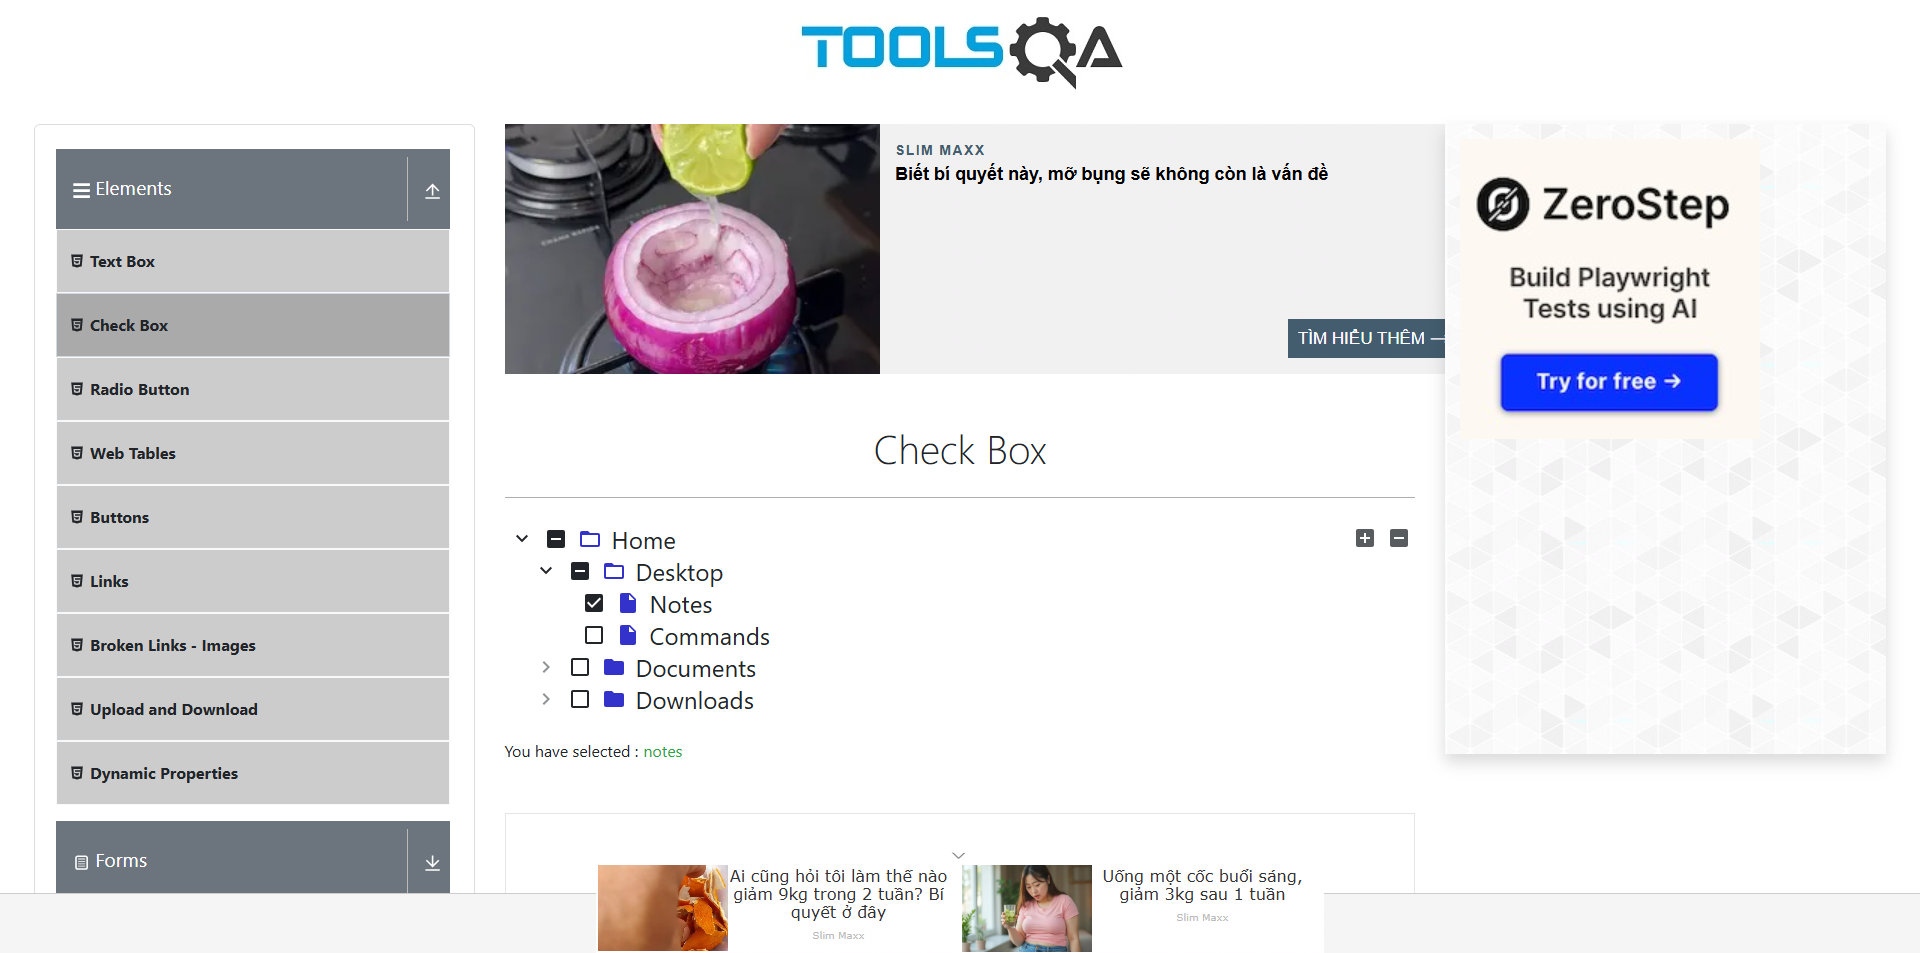 TOOLSQA
Elements
Text Box
Check Box
Radio Button
Web Tables
Buttons
Links
Broken Links - Images
Upload and Download
Dynamic Properties
Forms
SLIM MAXX
Biết bí quyết này, mỡ bụng sẽ không còn là vấn đề
TÌM HIỂU THÊM
Check Box
Home
Desktop
Notes
Commands
Documents
Downloads
You have selected : notes
Ai cũng hỏi tôi làm thế nào
giảm 9kg trong 2 tuần? Bí
quyết ở đây
Slim Maxx
Uống một cốc buổi sáng,
giảm 3kg sau 1 tuần
Slim Maxx
ZeroStep
Build Playwright
Tests using AI
Try for free →